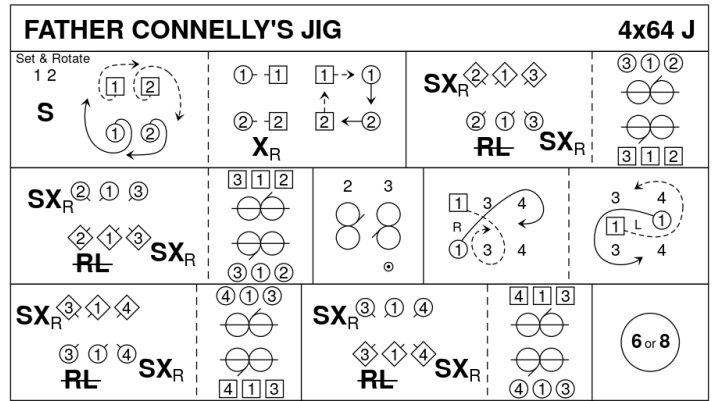 FATHER CONNELLY'S JIG 4x64 J
Set & Rotate
1 2
S
1 2
1 2
1 1
2 2
XR
1 1
2 2
SXR 2 1 3
2 1 3 SXR
RL
3 1 2
3 1 2
SXR 2 1 3
2 1 3 SXR
RL
3 1 2
3 1 2
2 3
1 3 4
R
1 3 4
3 4
1 L 1
3 4
SXR 3 1 4
3 1 4 SXR
RL
4 1 3
4 1 3
SXR 3 1 4
3 1 4 SXR
RL
4 1 3
4 1 3
6 or 8